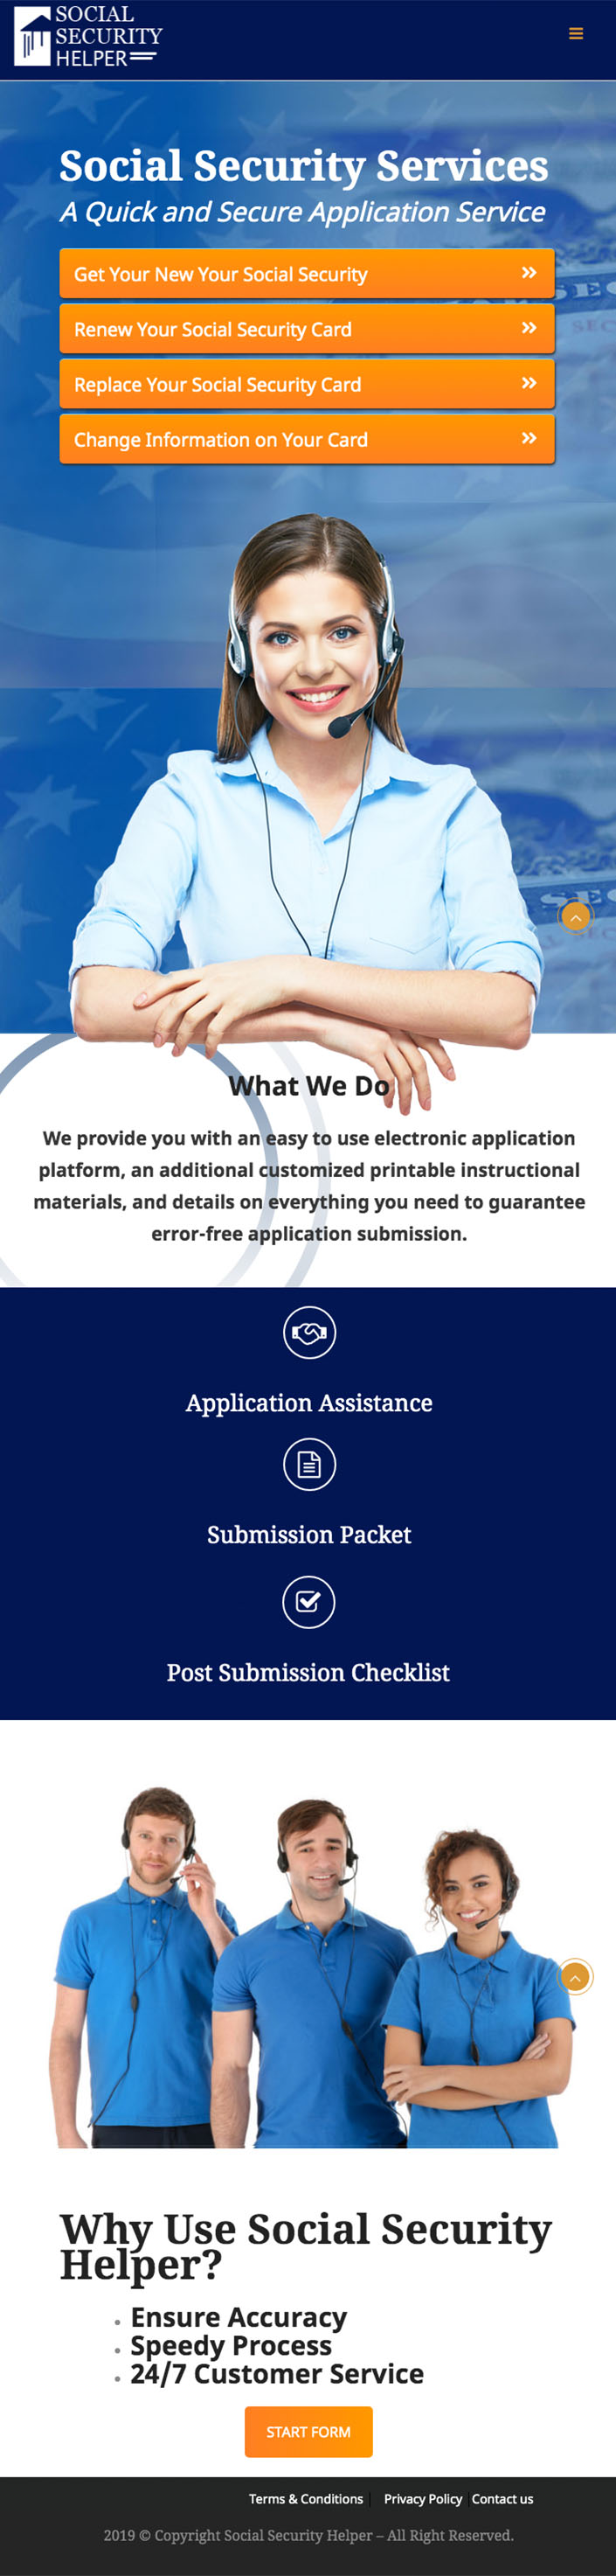 SOCIAL
SECURITY
HELPER
Social Security Services
A Quick and Secure Application Service
Get Your New Your Social Security
Renew Your Social Security Card
Replace Your Social Security Card
Change Information on Your Card
What We Do
We provide you with an easy to use electronic application
platform, an additional customized printable instructional
materials, and details on everything you need to guarantee
error-free application submission.
Application Assistance
Submission Packet
Post Submission Checklist
Why Use Social Security
Helper?
• Ensure Accuracy
• Speedy Process
• 24/7 Customer Service
START FORM
Terms & Conditions | Privacy Policy | Contact us
2019 © Copyright Social Security Helper – All Right Reserved.